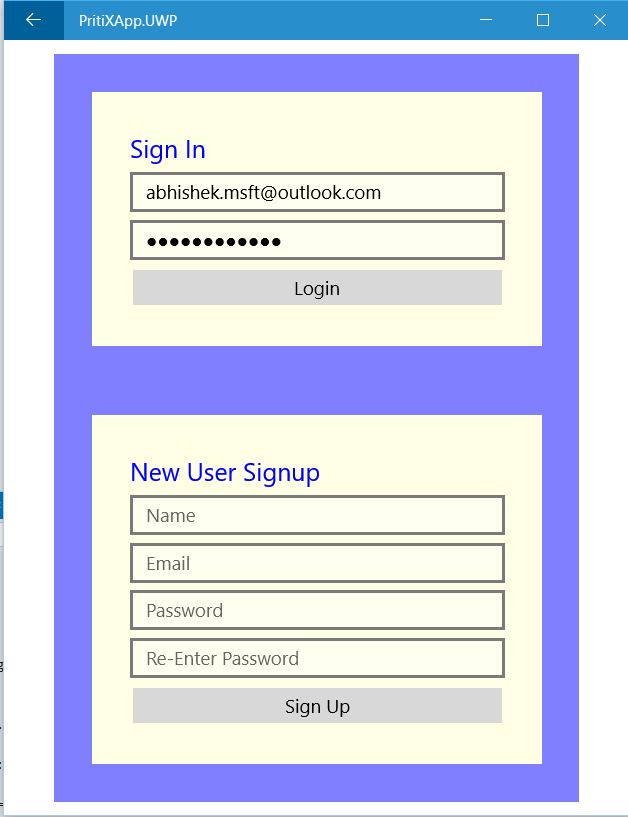 PritiXApp.UWP
Sign In
abhishek.msft@outlook.com
●●●●●●●●●●●●
Login
New User Signup
Name
Email
Password
Re-Enter Password
Sign Up